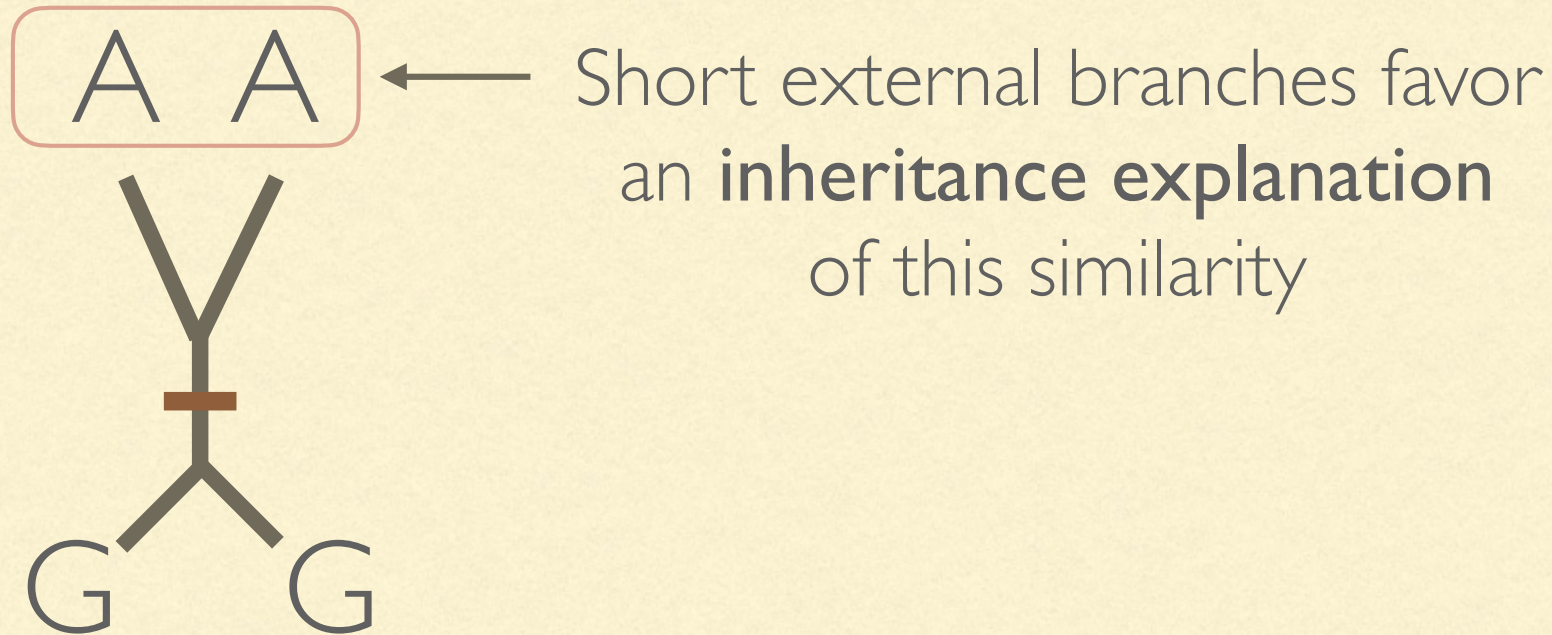 A A
Short external branches favor
an inheritance explanation
of this similarity
G G